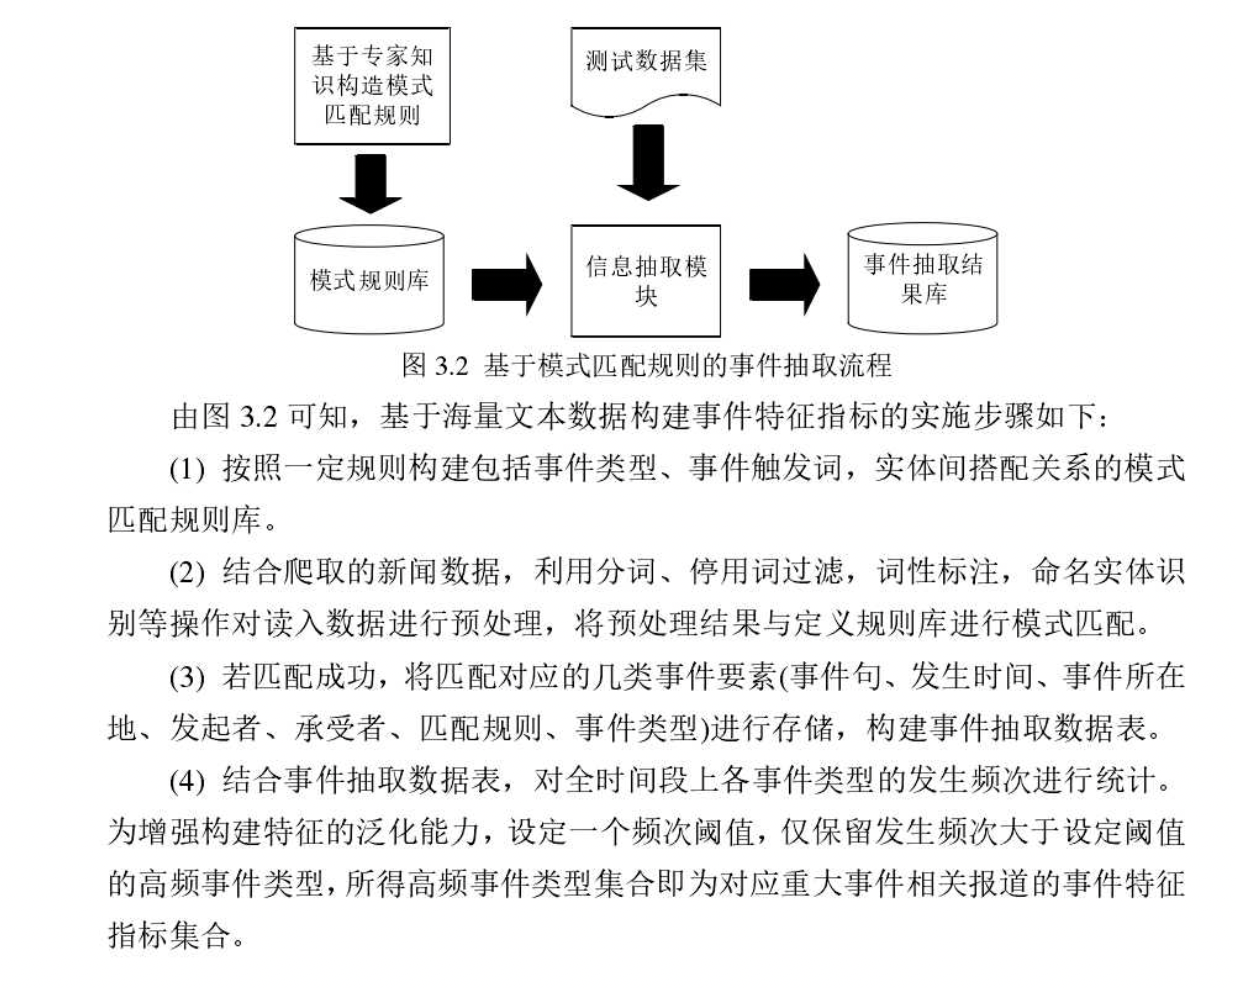 基于专家知
识构造模式
匹配规则
测试数据集
模式规则库
信息抽取模
块
事件抽取结
果库
图 3.2 基于模式匹配规则的事件抽取流程
由图 3.2 可知，基于海量文本数据构建事件特征指标的实施步骤如下：
(1) 按照一定规则构建包括事件类型、事件触发词，实体间搭配关系的模式
匹配规则库。
(2) 结合爬取的新闻数据，利用分词、停用词过滤，词性标注，命名实体识
别等操作对读入数据进行预处理，将预处理结果与定义规则库进行模式匹配。
(3) 若匹配成功，将匹配对应的几类事件要素(事件句、发生时间、事件所在
地、发起者、承受者、匹配规则、事件类型)进行存储，构建事件抽取数据表。
(4) 结合事件抽取数据表，对全时间段上各事件类型的发生频次进行统计。
为增强构建特征的泛化能力，设定一个频次阈值，仅保留发生频次大于设定阈值
的高频事件类型，所得高频事件类型集合即为对应重大事件相关报道的事件特征
指标集合。